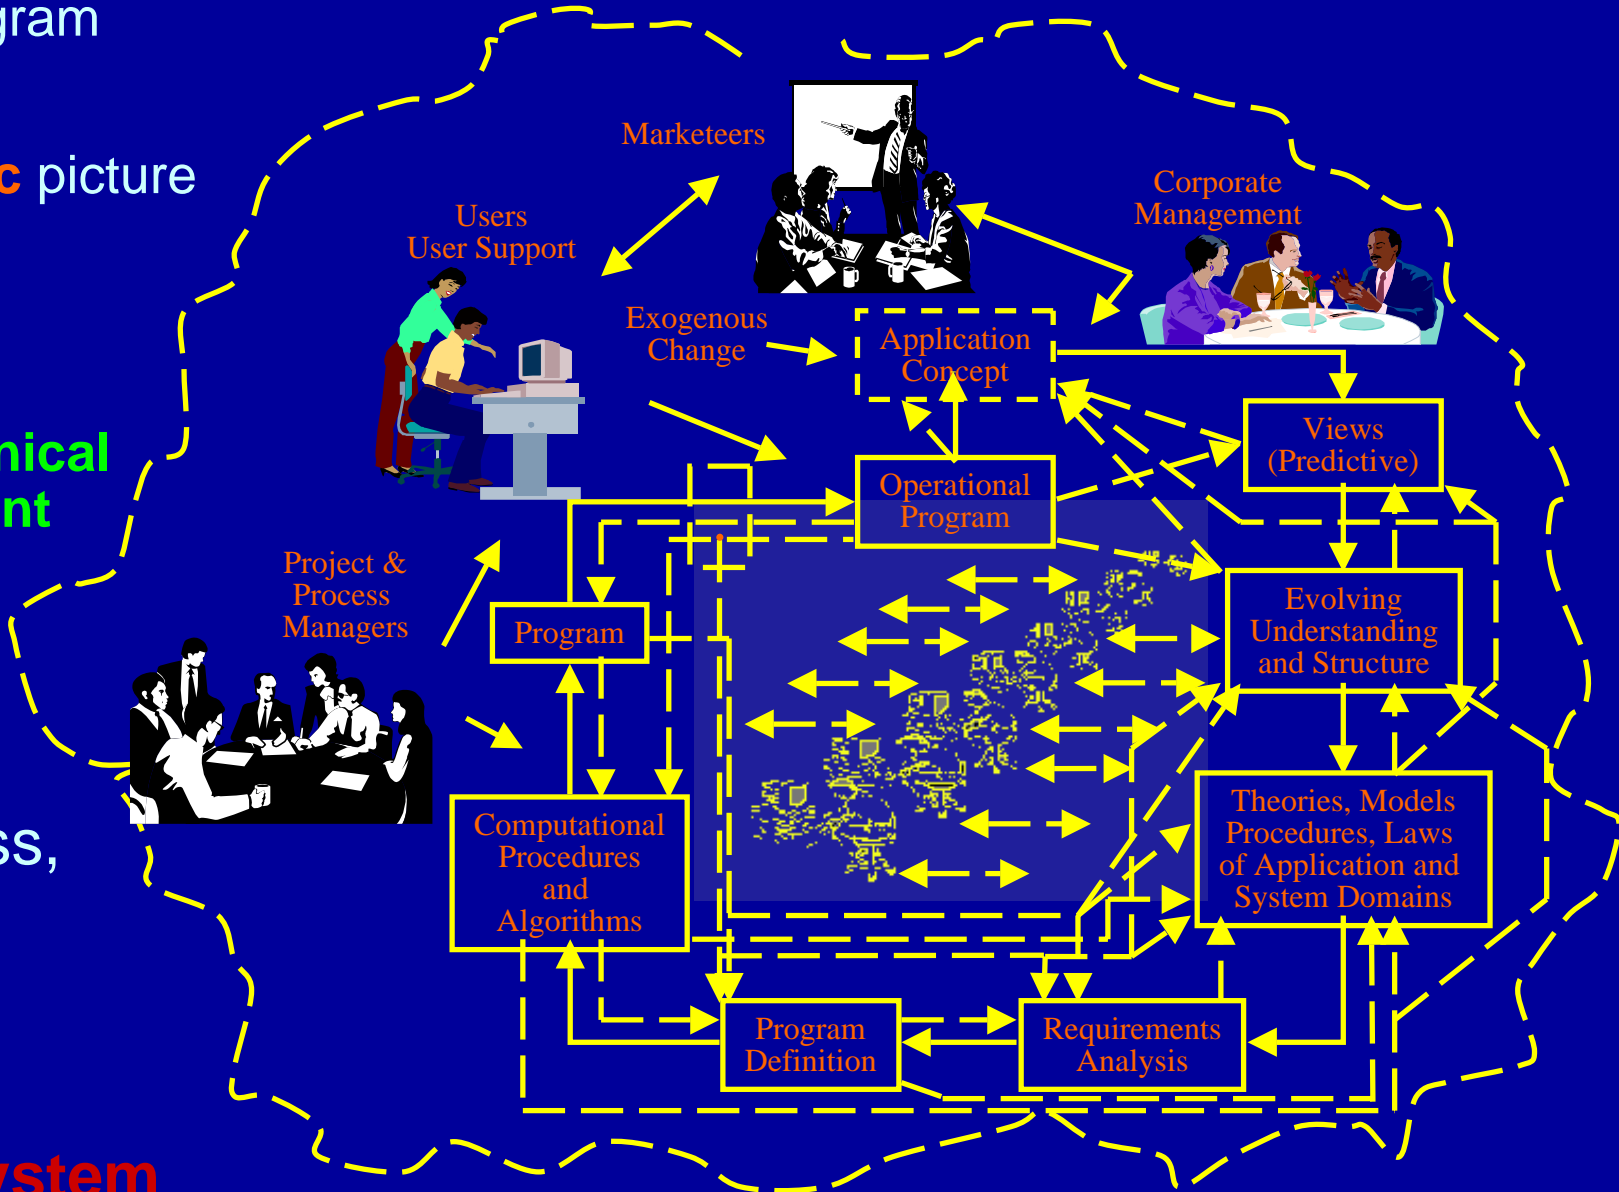 gram
c picture
nical
nt
ss,
ystem
Marketeers
Corporate
Management
Users
User Support
Exogenous
Change
Application
Concept
Views
(Predictive)
Operational
Program
Project &
Process
Managers
Program
Evolving
Understanding
and Structure
Computational
Procedures
and
Algorithms
Theories, Models
Procedures, Laws
of Application and
System Domains
Program
Definition
Requirements
Analysis